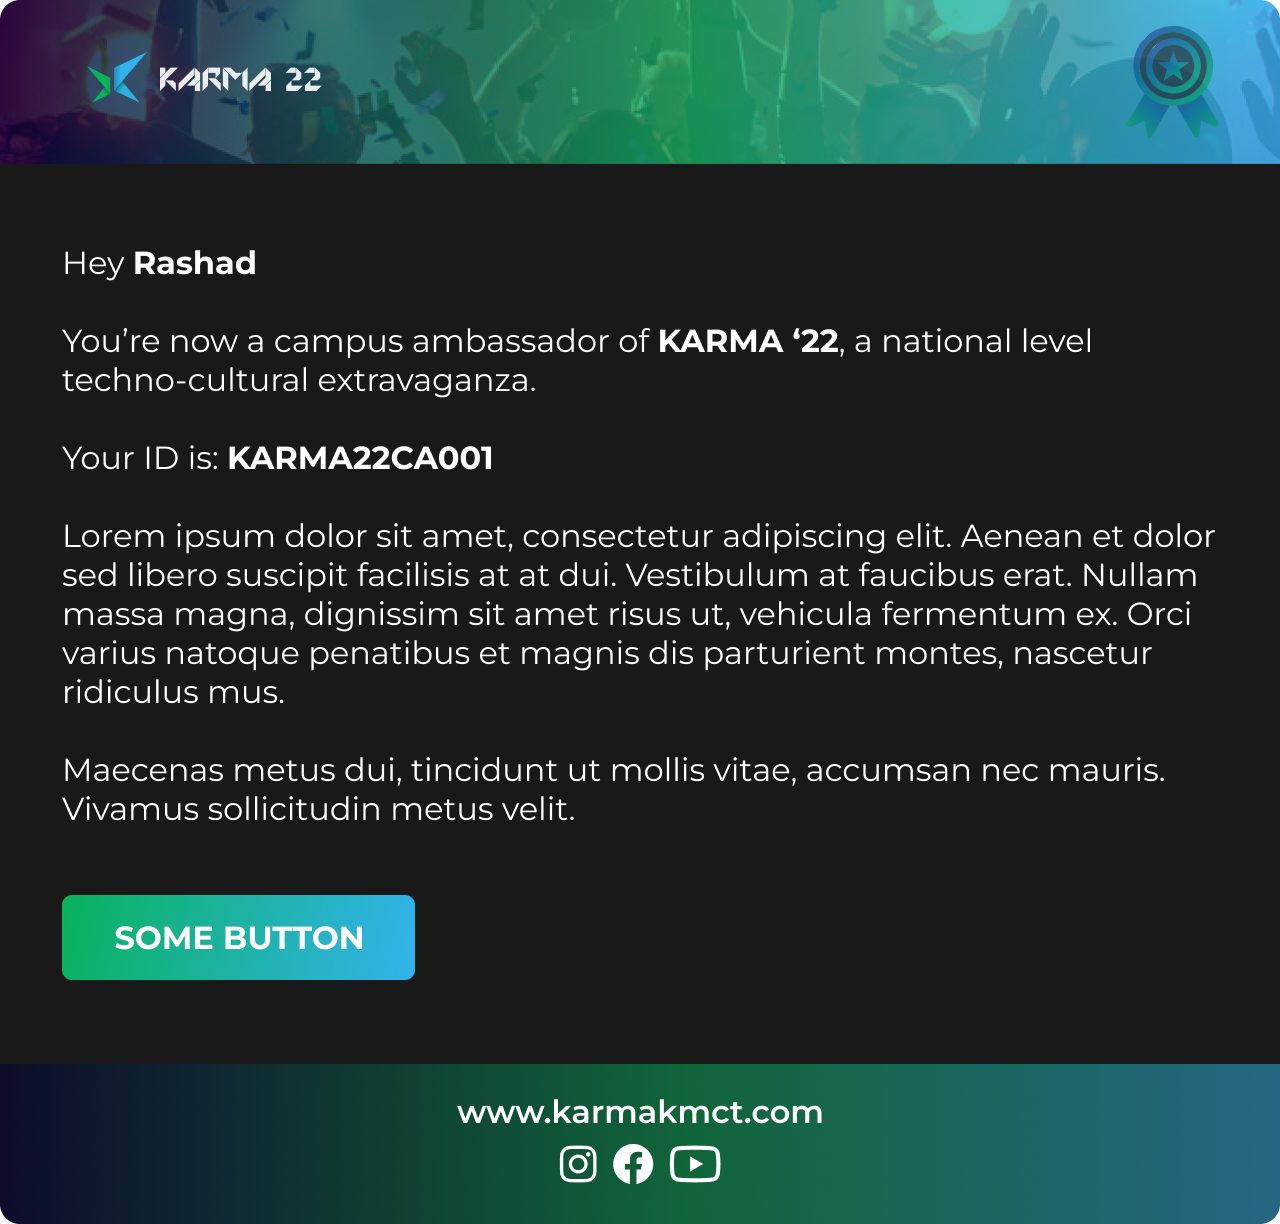 KARMA 22
Hey Rashad
You’re now a campus ambassador of KARMA ‘22, a national level
techno-cultural extravaganza.
Your ID is: KARMA22CA001
Lorem ipsum dolor sit amet, consectetur adipiscing elit. Aenean et dolor
sed libero suscipit facilisis at at dui. Vestibulum at faucibus erat. Nullam
massa magna, dignissim sit amet risus ut, vehicula fermentum ex. Orci
varius natoque penatibus et magnis dis parturient montes, nascetur
ridiculus mus.
Maecenas metus dui, tincidunt ut mollis vitae, accumsan nec mauris.
Vivamus sollicitudin metus velit.
SOME BUTTON
www.karmakmct.com